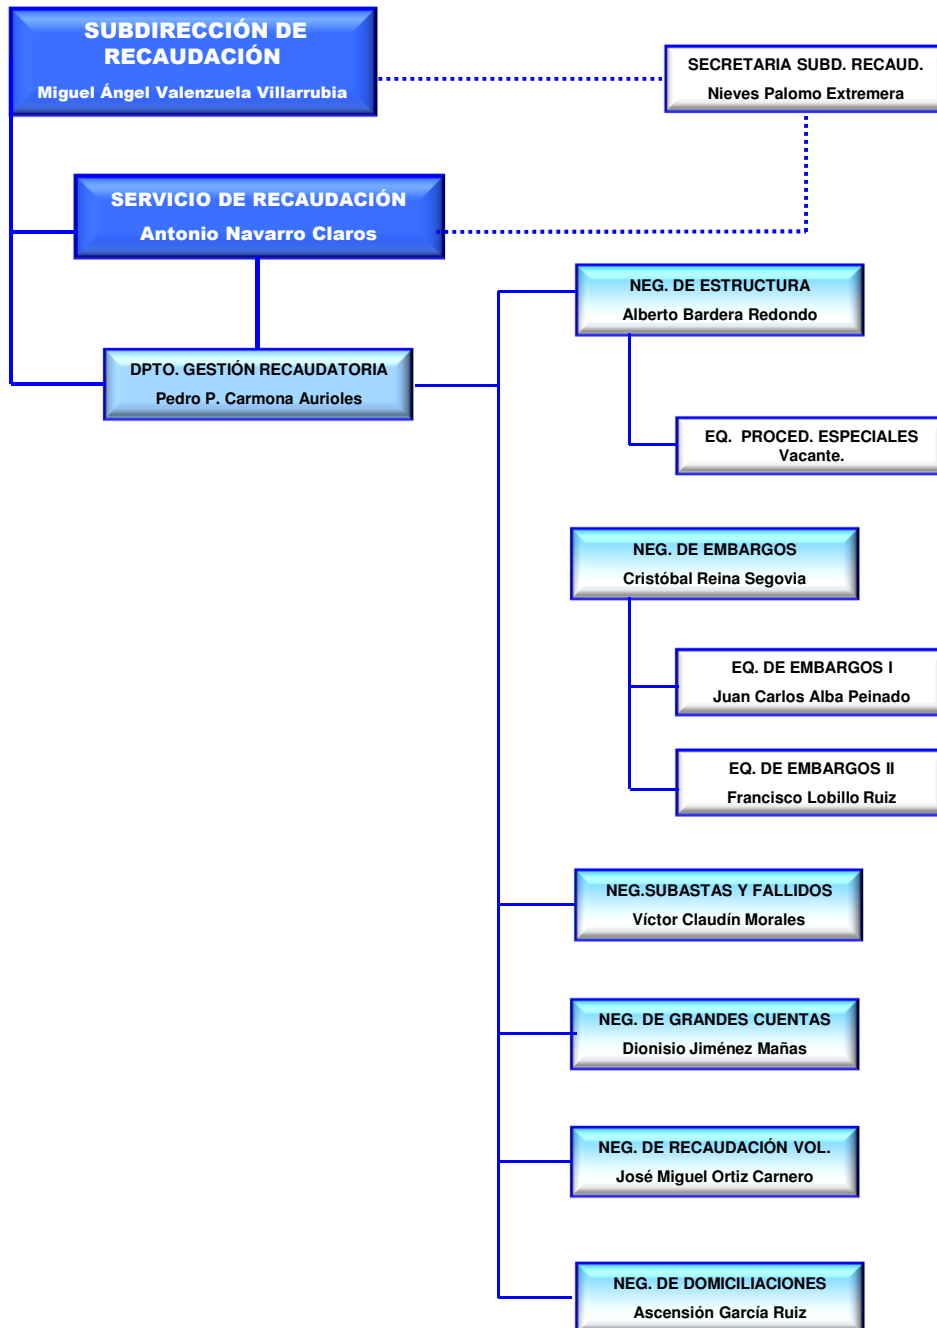 SUBDIRECCIÓN DE
RECAUDACIÓN
Miguel Ángel Valenzuela Villarrubia
SECRETARIA SUBD. RECAUD.
Nieves Palomo Extremera
SERVICIO DE RECAUDACIÓN
Antonio Navarro Claros
NEG. DE ESTRUCTURA
Alberto Bardera Redondo
DPTO. GESTIÓN RECAUDATORIA
Pedro P. Carmona Aurioles
EQ. PROCED. ESPECIALES
Vacante.
NEG. DE EMBARGOS
Cristóbal Reina Segovia
EQ. DE EMBARGOS I
Juan Carlos Alba Peinado
EQ. DE EMBARGOS II
Francisco Lobillo Ruiz
NEG.SUBASTAS Y FALLIDOS
Víctor Claudín Morales
NEG. DE GRANDES CUENTAS
Dionisio Jiménez Mañas
NEG. DE RECAUDACIÓN VOL.
José Miguel Ortiz Carnero
NEG. DE DOMICILIACIONES
Ascensión García Ruiz